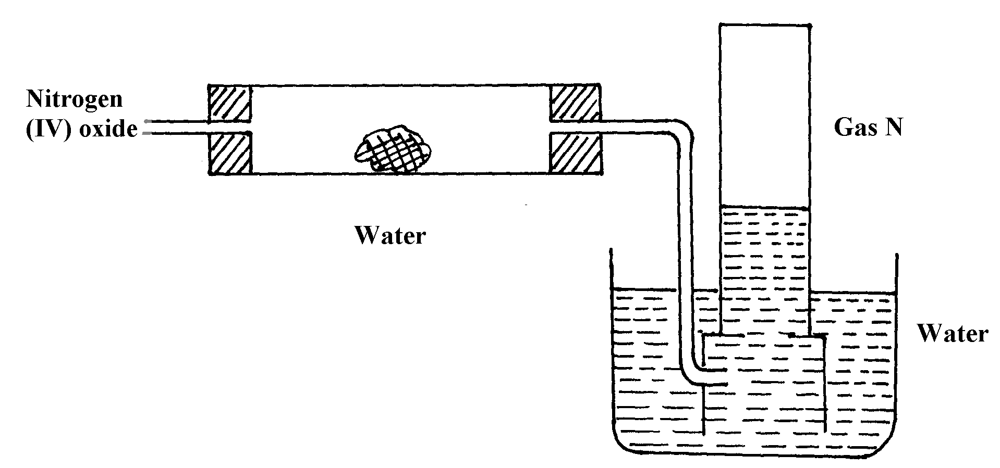 Nitrogen
(IV) oxide
Gas N
Water
Water